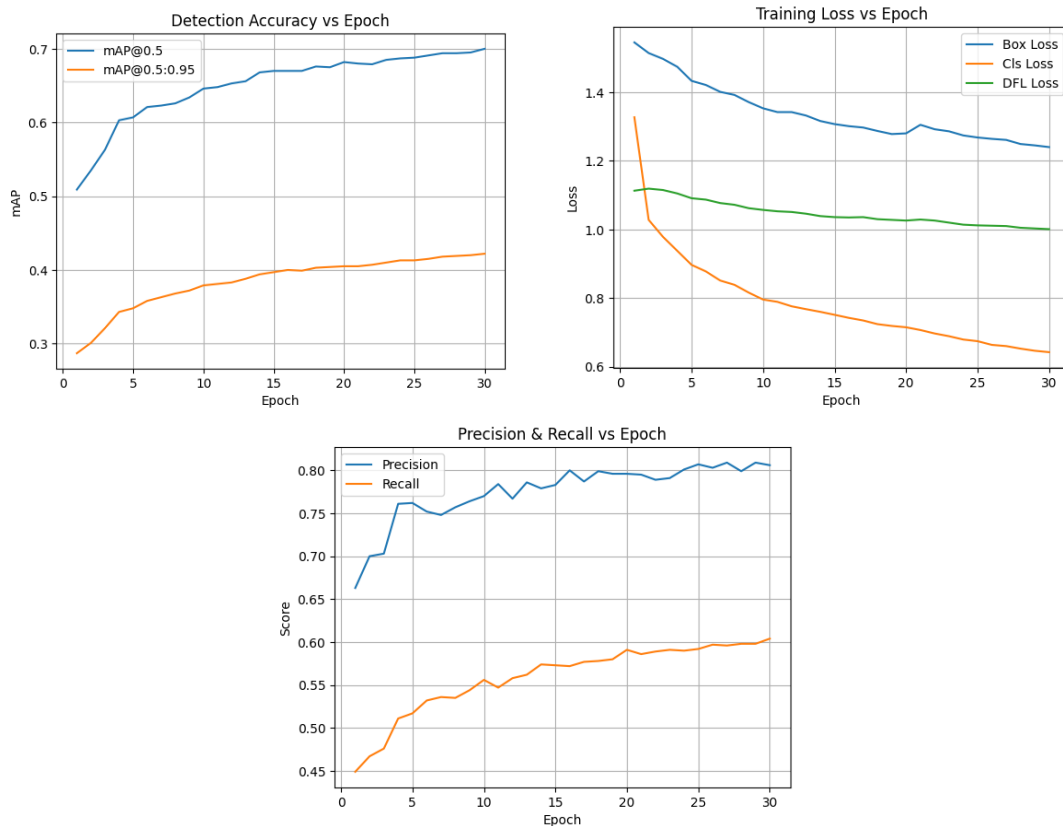 Detection Accuracy vs Epoch
mAP@0.5
mAP@0.5:0.95
mAP
0.7
0.6
0.5
0.4
0.3
0
5
10
15
20
25
30
Epoch
Training Loss vs Epoch
Box Loss
Cls Loss
DFL Loss
Loss
1.4
1.2
1.0
0.8
0.6
0
5
10
15
20
25
30
Epoch
Precision & Recall vs Epoch
Precision
Recall
Score
0.80
0.75
0.70
0.65
0.60
0.55
0.50
0.45
0
5
10
15
20
25
30
Epoch